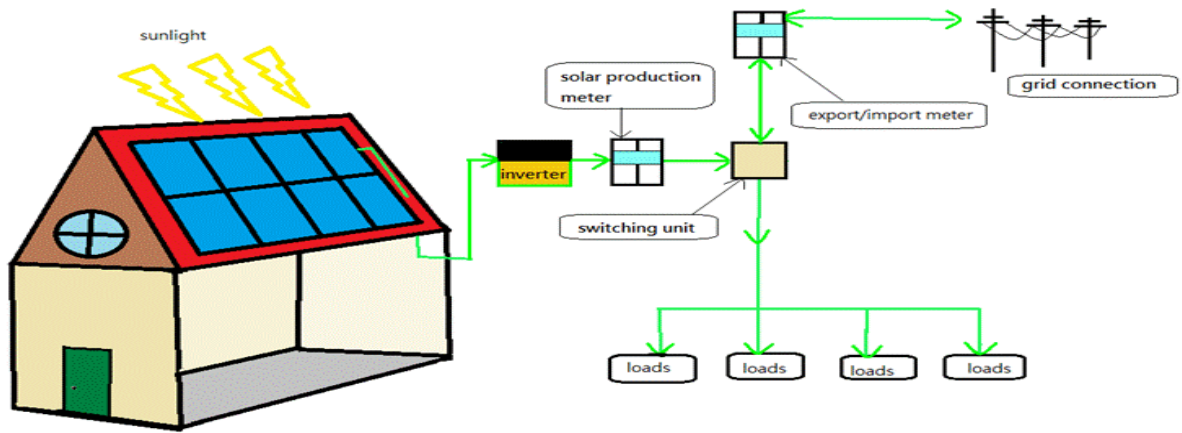 sunlight
solar production
meter
grid connection
export/import meter
inverter
switching unit
loads
loads
loads
loads